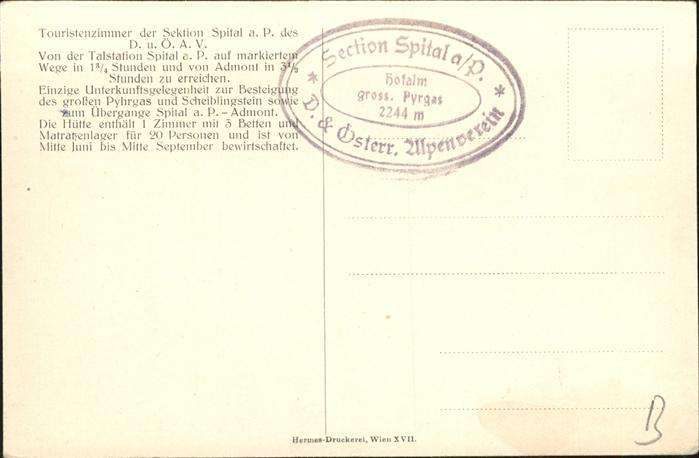 Touristenzimmer der Sektion Spital a. P. des
D. u. Ö. A. V.
Von der Talstation Spital a. P. auf markiertem
Wege in 1¾ Stunden und von Admont in 3½
Stunden zu erreichen.
Einzige Unterkunftsgelegenheit zur Besteigung
des großen Pyhrgas und Scheiblingstein sowie
zum Übergange Spital a. P. – Admont.
Die Hütte enthält 1 Zimmer mit 3 Betten und
Matratzenlager für 20 Personen und ist von
Mitte Juni bis Mitte September bewirtschaftet.
* Section Spital a/P. *
Hofalm
gross. Pyrgas
2244 m
D. & Österr. Alpenverein
Hermes-Druckerei, Wien XVII.
B